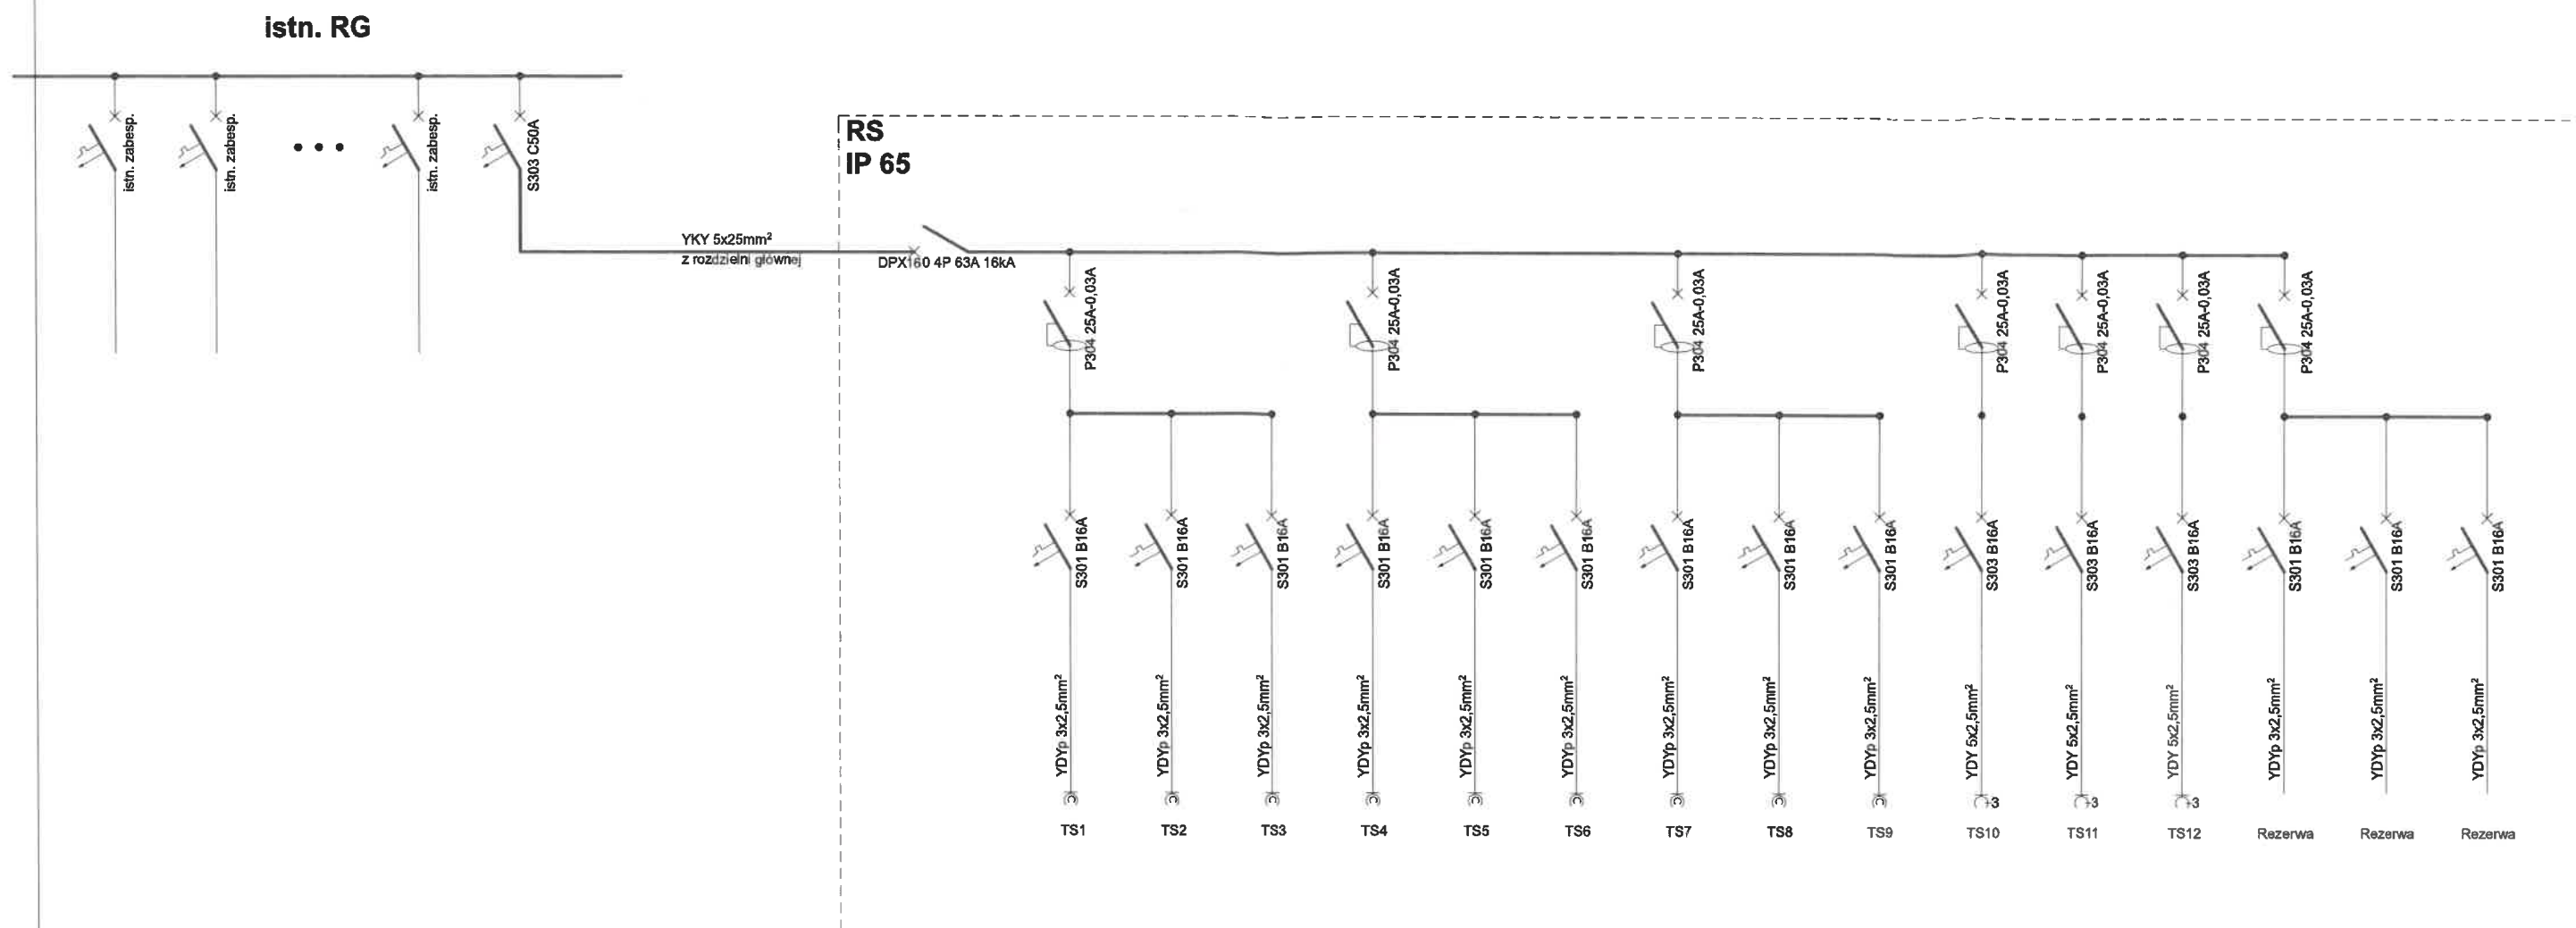 istn. RG
istn. zabesp.
istn. zabesp.
istn. zabesp.
S303 C50A
RS
IP 65
YKY 5x25mm²
z rozdzielni głównej
DPX160 4P 63A 16kA
P304 25A-0,03A
P304 25A-0,03A
P304 25A-0,03A
P304 25A-0,03A
P304 25A-0,03A
P304 25A-0,03A
P304 25A-0,03A
S301 B16A
S301 B16A
S301 B16A
S301 B16A
S301 B16A
S301 B16A
S301 B16A
S301 B16A
S301 B16A
S303 B16A
S303 B16A
S303 B16A
S301 B16A
S301 B16A
S301 B16A
YDYp 3x2,5mm²
YDYp 3x2,5mm²
YDYp 3x2,5mm²
YDYp 3x2,5mm²
YDYp 3x2,5mm²
YDYp 3x2,5mm²
YDYp 3x2,5mm²
YDYp 3x2,5mm²
YDYp 3x2,5mm²
YDY 5x2,5mm²
YDY 5x2,5mm²
YDY 5x2,5mm²
YDYp 3x2,5mm²
YDYp 3x2,5mm²
YDYp 3x2,5mm²
3
3
3
TS1
TS2
TS3
TS4
TS5
TS6
TS7
TS8
TS9
TS10
TS11
TS12
Rezerwa
Rezerwa
Rezerwa